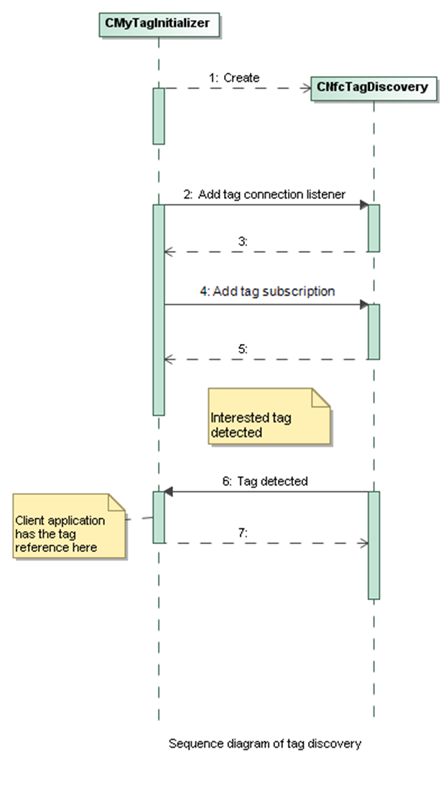 CMyTagInitializer
1: Create
CNfcTagDiscovery
2: Add tag connection listener
3:
4: Add tag subscription
5:
Interested tag
detected
6: Tag detected
Client application
has the tag
reference here
7:
Sequence diagram of tag discovery